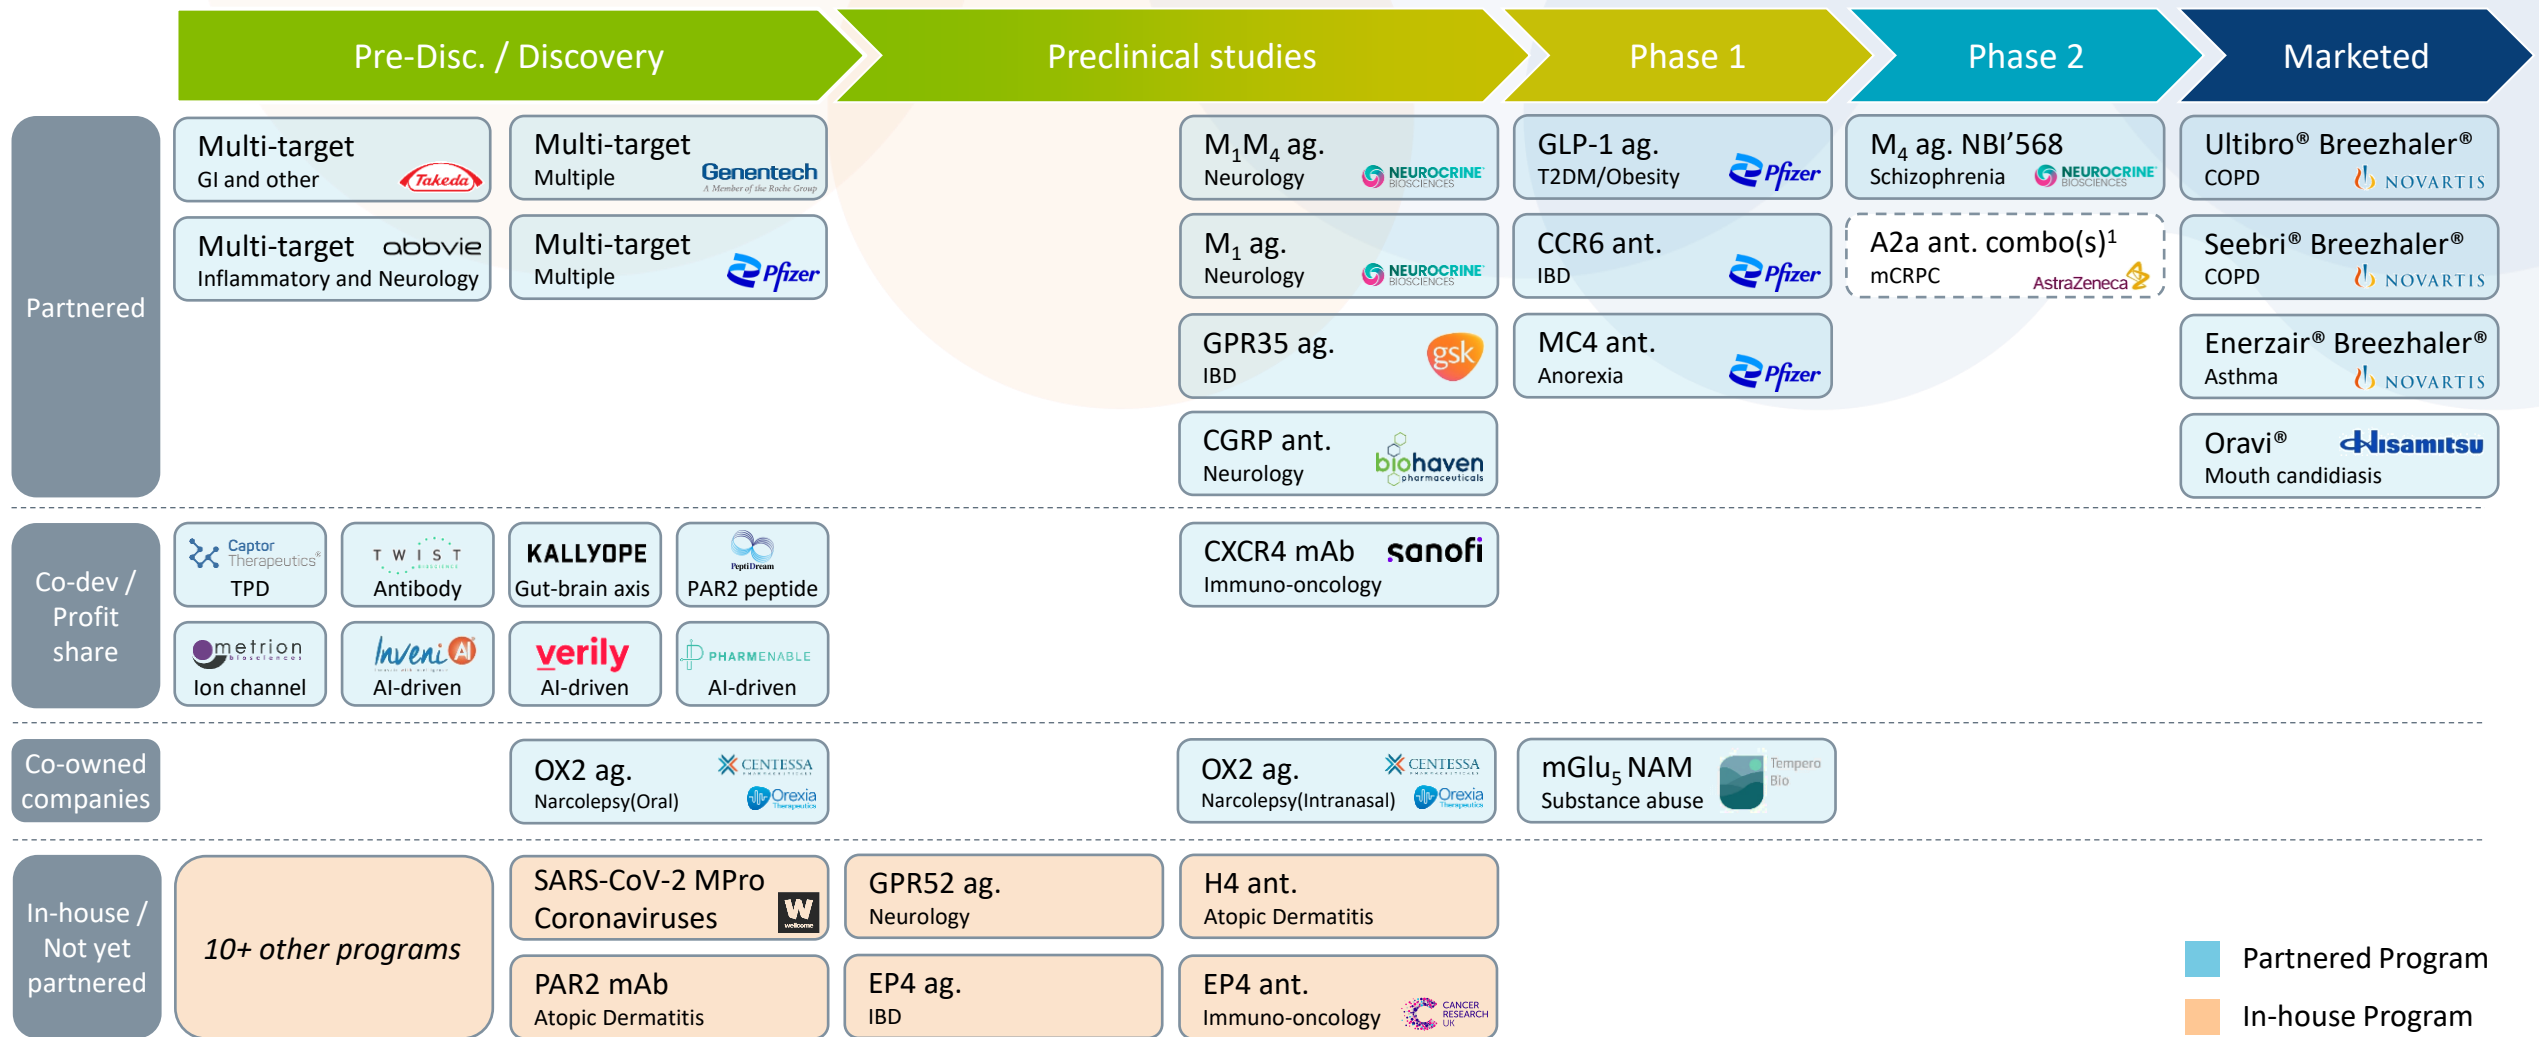 Pre-Disc. / Discovery
Preclinical studies
Phase 1
Phase 2
Marketed
Partnered
Multi-target
GI and other
Takeda
Multi-target
Multiple
Genentech
A Member of the Roche Group
M1M4 ag.
Neurology
NEUROCRINE
BIOSCIENCES
GLP-1 ag.
T2DM/Obesity
Pfizer
M4 ag. NBI'568
Schizophrenia
NEUROCRINE
BIOSCIENCES
Ultibro® Breezhaler®
COPD
NOVARTIS
Multi-target
abbvie
Inflammatory and Neurology
Multi-target
Multiple
Pfizer
M1 ag.
Neurology
NEUROCRINE
BIOSCIENCES
CCR6 ant.
IBD
Pfizer
A2a ant. combo(s)1
mCRPC
AstraZeneca
Seebri® Breezhaler®
COPD
NOVARTIS
GPR35 ag.
IBD
gsk
MC4 ant.
Anorexia
Pfizer
Enerzair® Breezhaler®
Asthma
NOVARTIS
CGRP ant.
Neurology
biohaven
pharmaceuticals
Oravi®
Hisamitsu
Mouth candidiasis
Co-dev /
Profit
share
Captor
Therapeutics®
TPD
TWIST
BIOSCIENCE
Antibody
KALLYOPE
Gut-brain axis
PeptiDream
PAR2 peptide
CXCR4 mAb
sanofi
Immuno-oncology
metrion
biosciences
Ion channel
InveniAI
AI-driven
verily
AI-driven
PHARMENABLE
AI-driven
Co-owned
companies
OX2 ag.
Narcolepsy(Oral)
CENTESSA
PHARMACEUTICALS
Orexia
Therapeutics
OX2 ag.
Narcolepsy(Intranasal)
CENTESSA
PHARMACEUTICALS
Orexia
Therapeutics
mGlu5 NAM
Substance abuse
Tempero
Bio
In-house /
Not yet
partnered
10+ other programs
SARS-CoV-2 MPro
Coronaviruses
W
wellcome
GPR52 ag.
Neurology
H4 ant.
Atopic Dermatitis
PAR2 mAb
Atopic Dermatitis
EP4 ag.
IBD
EP4 ant.
Immuno-oncology
CANCER
RESEARCH
UK
Partnered Program
In-house Program